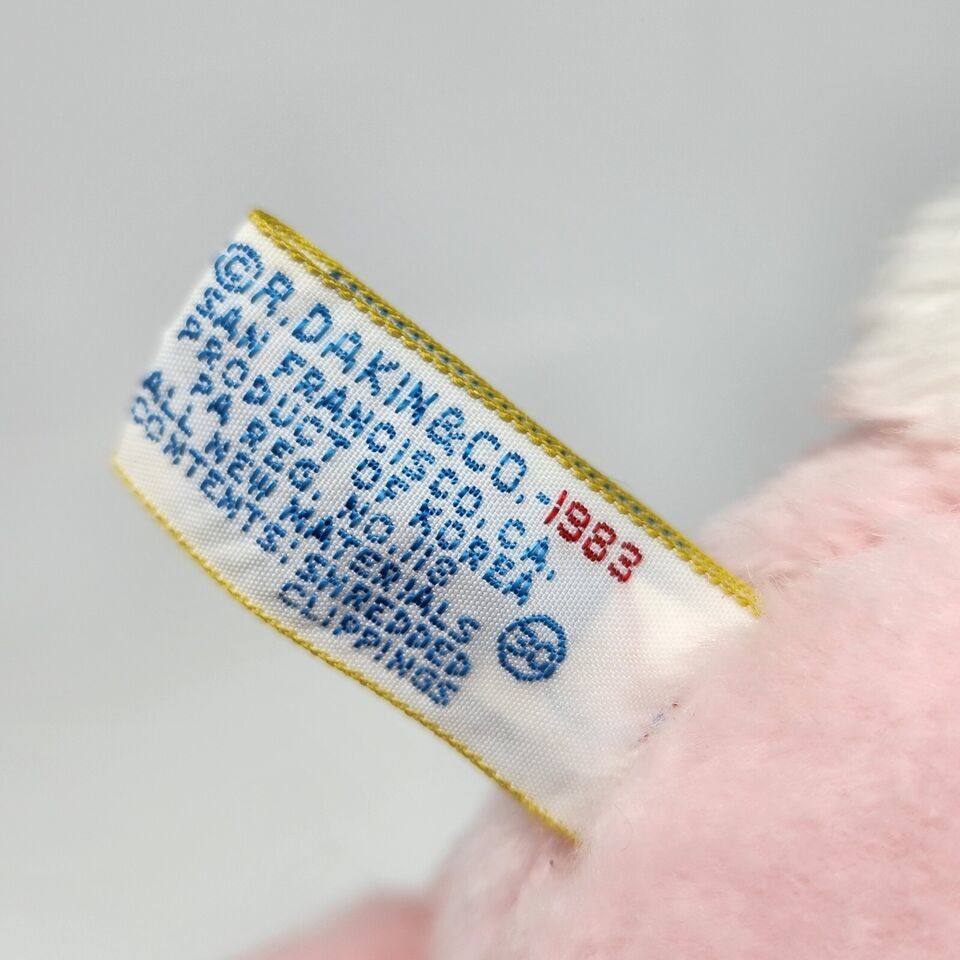 © R. DAKIN & CO. - 1983
SAN FRANCISCO, CA.
PRODUCT OF KOREA
PA REG. NO 118
ALL NEW MATERIALS
CONTENTS: SHREDDED
CLIPPINGS